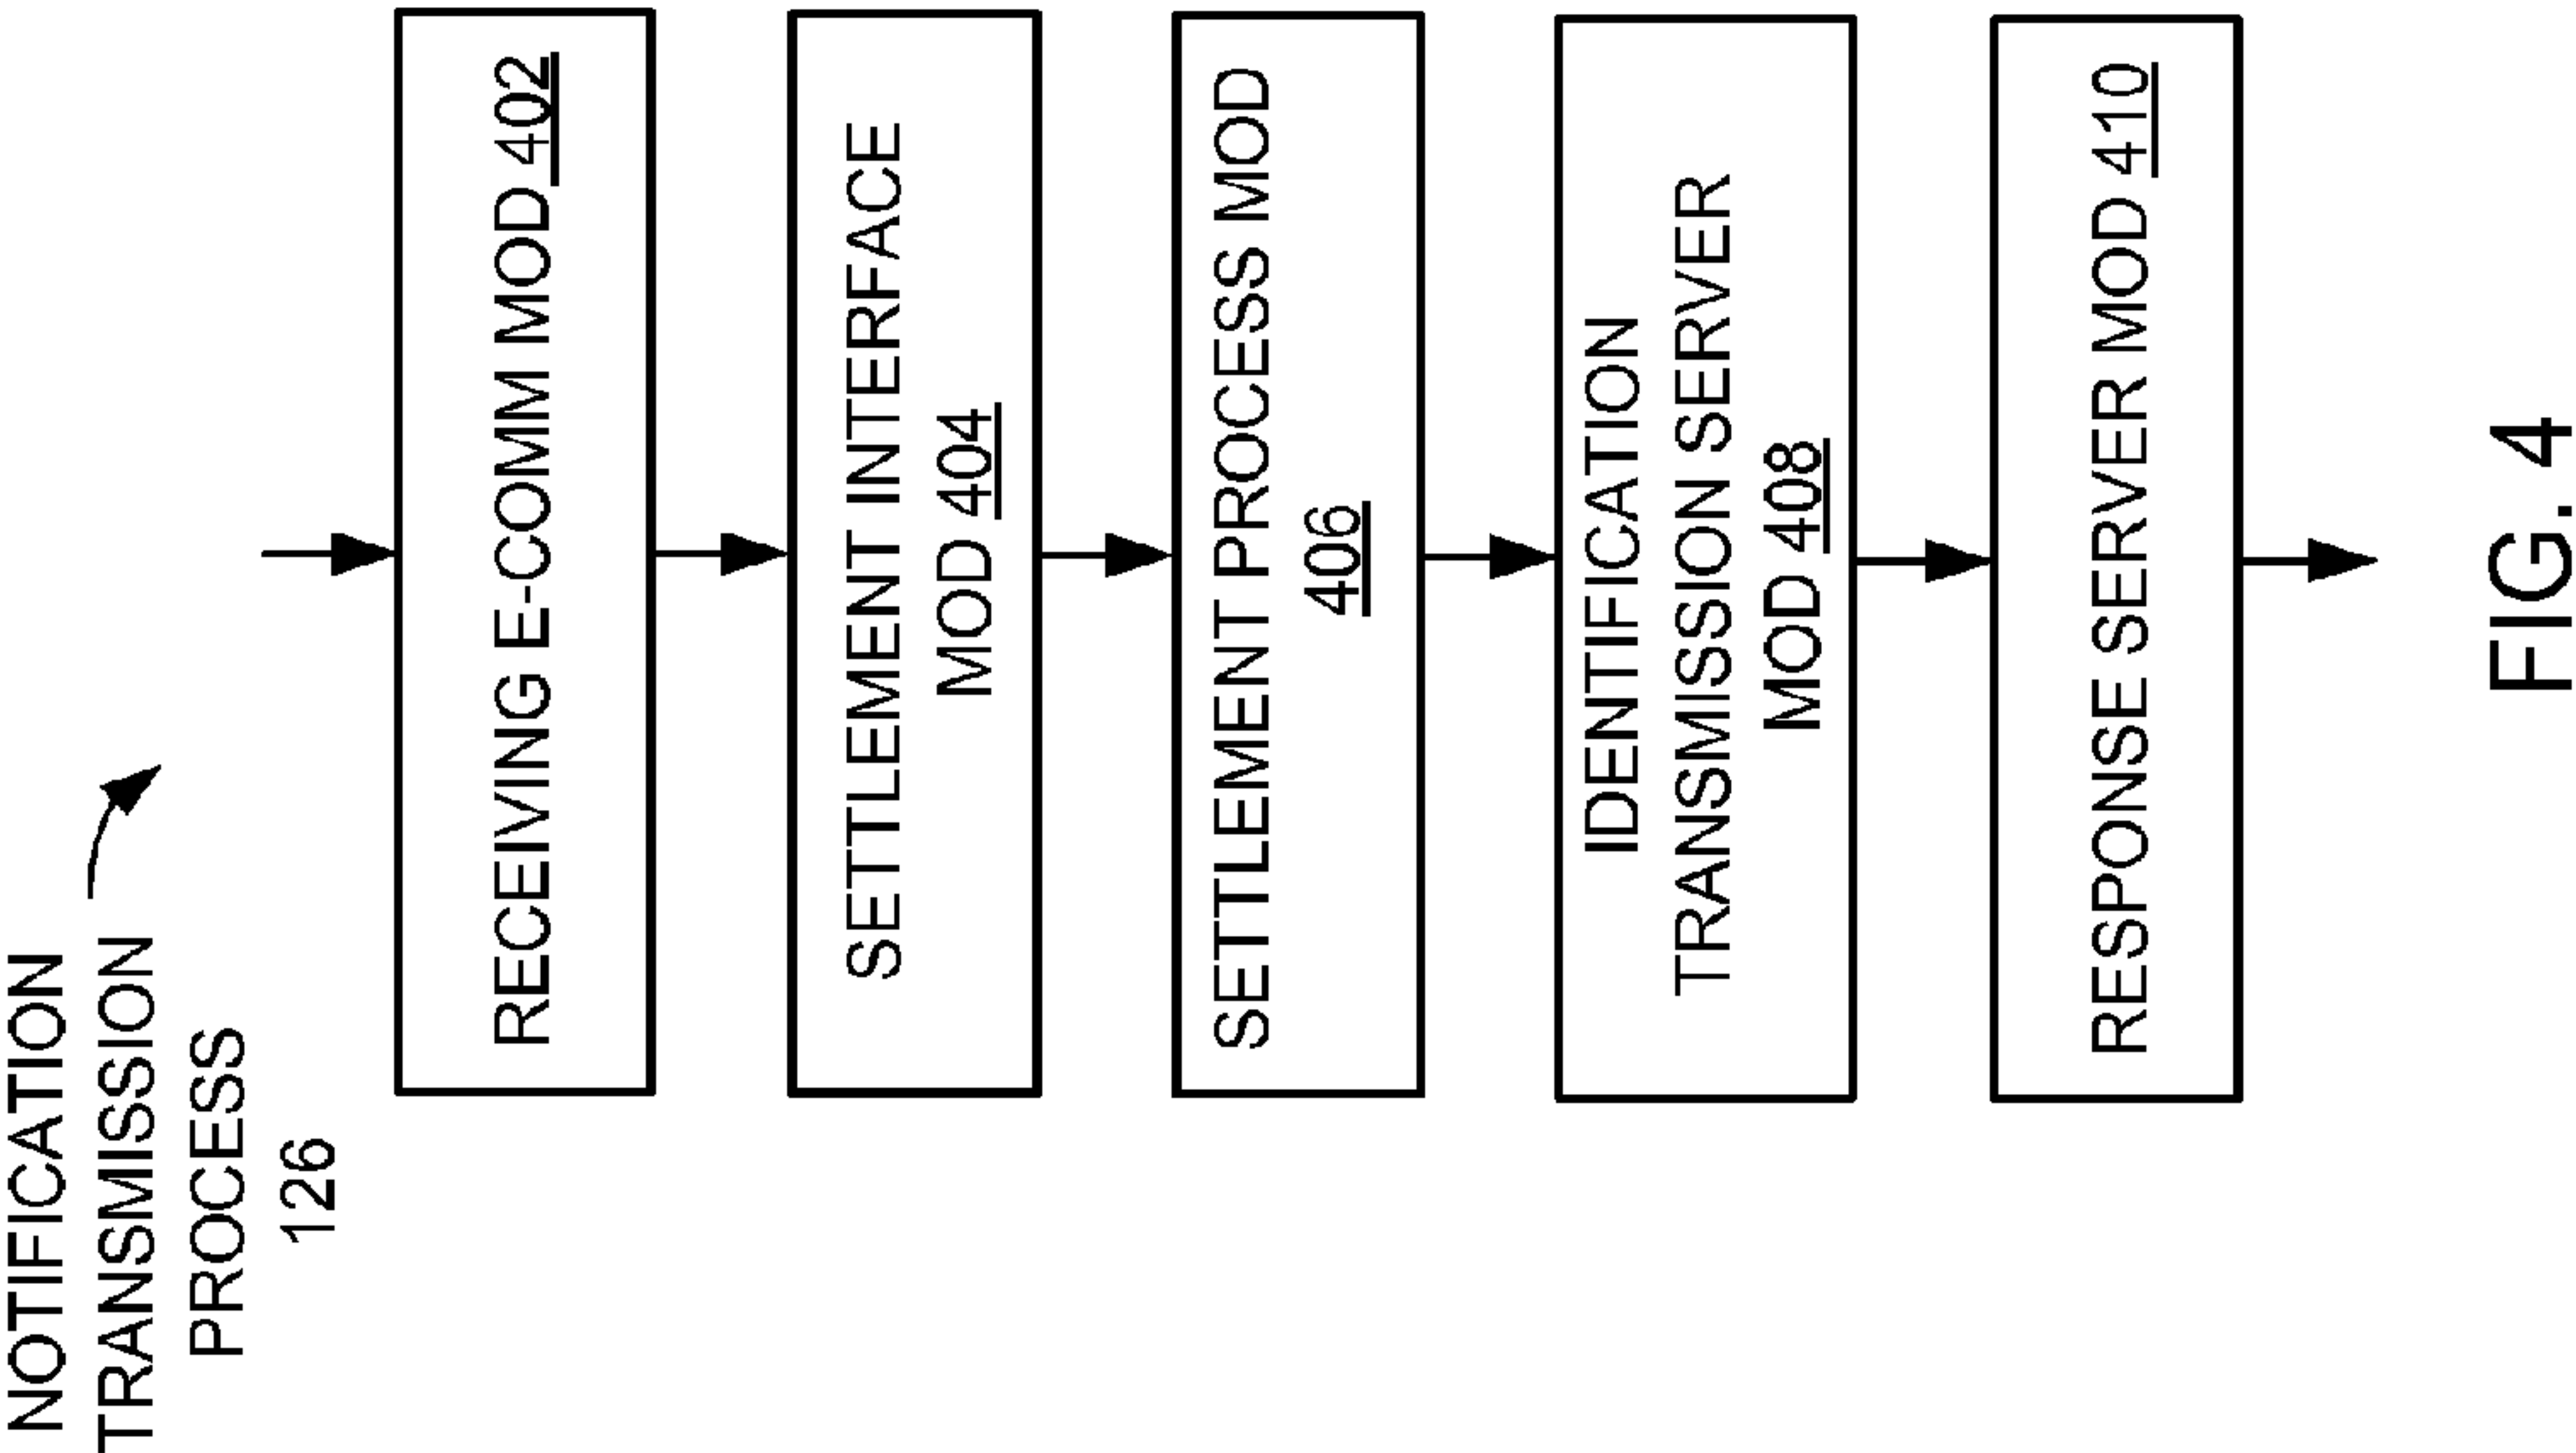 NOTIFICATION
TRANSMISSION
PROCESS
126
RECEIVING E-COMM MOD 402
SETTLEMENT INTERFACE
MOD 404
SETTLEMENT PROCESS MOD
406
IDENTIFICATION
TRANSMISSION SERVER
MOD 408
RESPONSE SERVER MOD 410
FIG. 4